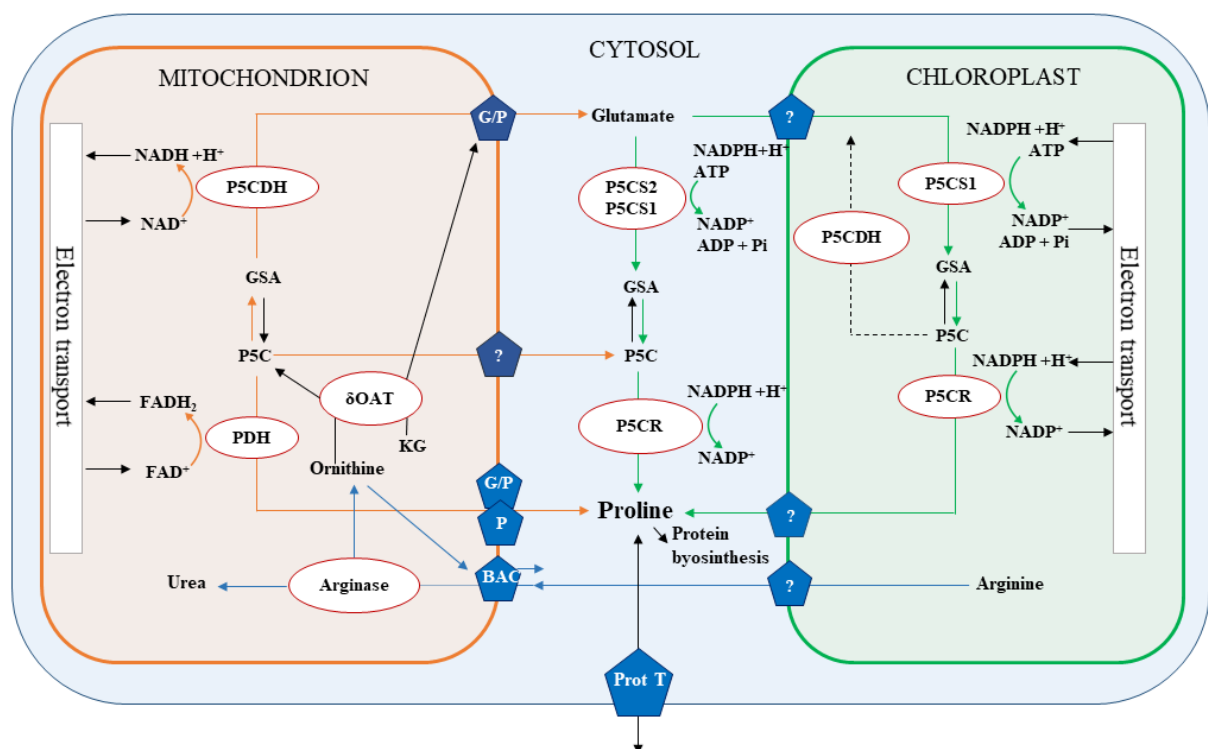 CYTOSOL
MITOCHONDRION
CHLOROPLAST
Electron transport
NADH +H⁺
NAD⁺
P5CDH
GSA
P5C
FADH₂
FAD⁺
PDH
δOAT
Ornithine
KG
Urea
Arginase
G/P
?
G/P
P
BAC
Glutamate
NADPH+H⁺
ATP
P5CS2
P5CS1
NADP⁺
ADP + Pi
GSA
P5C
NADPH +H⁺
P5CR
NADP⁺
Proline
Protein
byosinthesis
Prot T
?
?
?
P5CDH
NADPH +H⁺
ATP
P5CS1
NADP⁺
ADP + Pi
GSA
P5C
NADPH +H⁺
P5CR
NADP⁺
Arginine
Electron transport